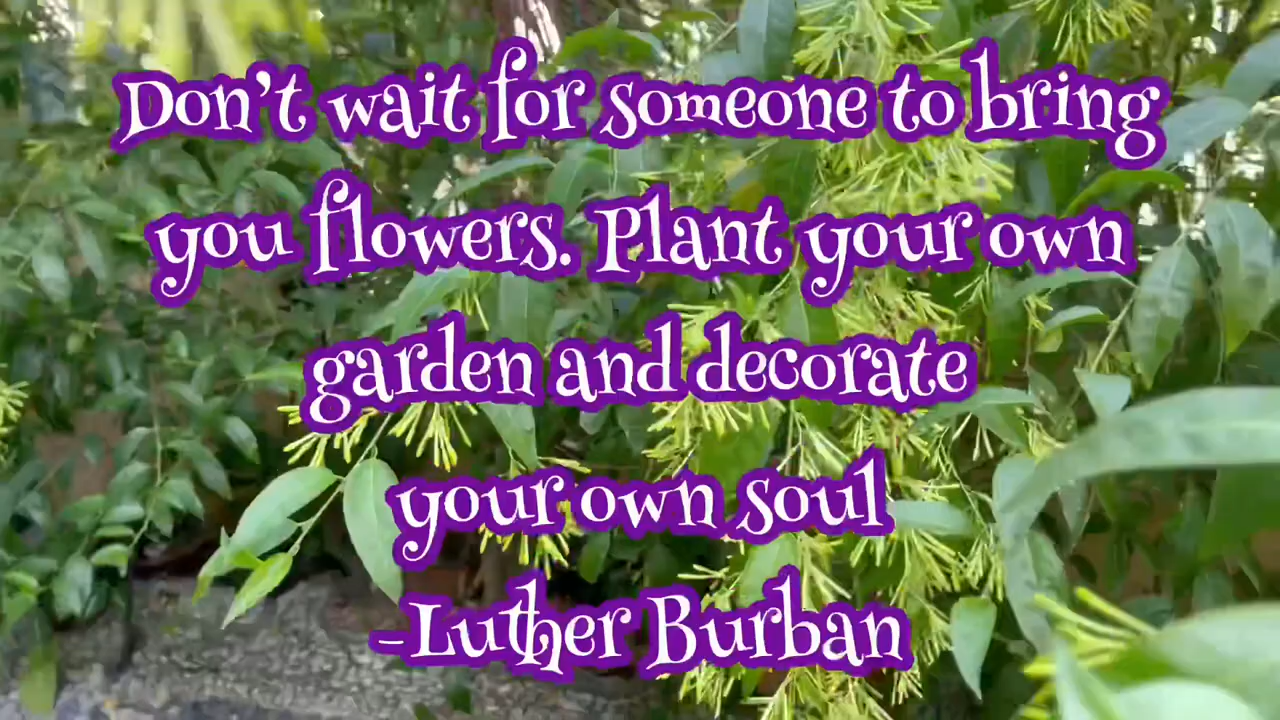 Don't wait for someone to bring
you flowers. Plant your own
garden and decorate
your own soul
-Luther Burban